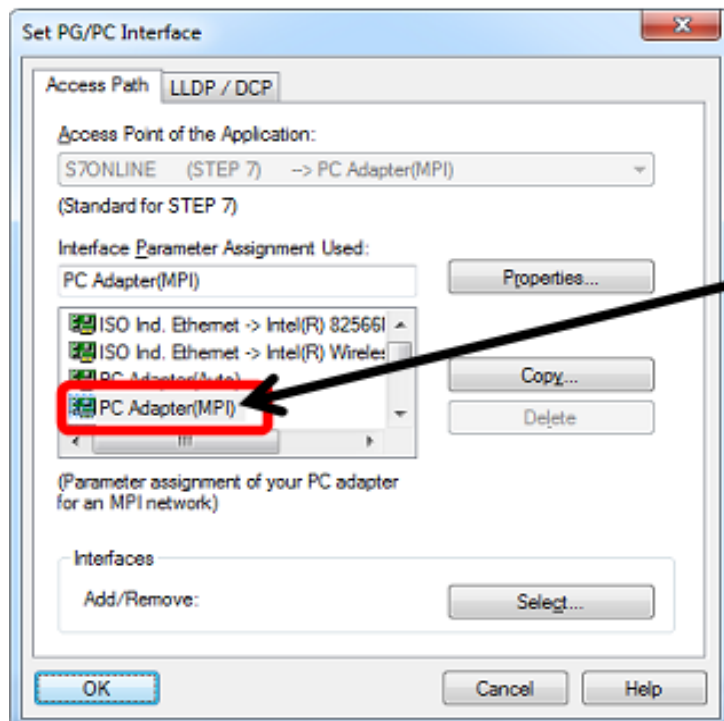 Set PG/PC Interface
Access Path
LLDP / DCP
Access Point of the Application:
S7ONLINE (STEP 7) --> PC Adapter(MPI)
(Standard for STEP 7)
Interface Parameter Assignment Used:
PC Adapter(MPI)
Properties...
ISO Ind. Ethernet -> Intel(R) 82566
ISO Ind. Ethernet -> Intel(R) Wireles
PC Adapter(Auto)
PC Adapter(MPI)
Copy...
Delete
(Parameter assignment of your PC adapter
for an MPI network)
Interfaces
Add/Remove:
Select...
OK
Cancel
Help